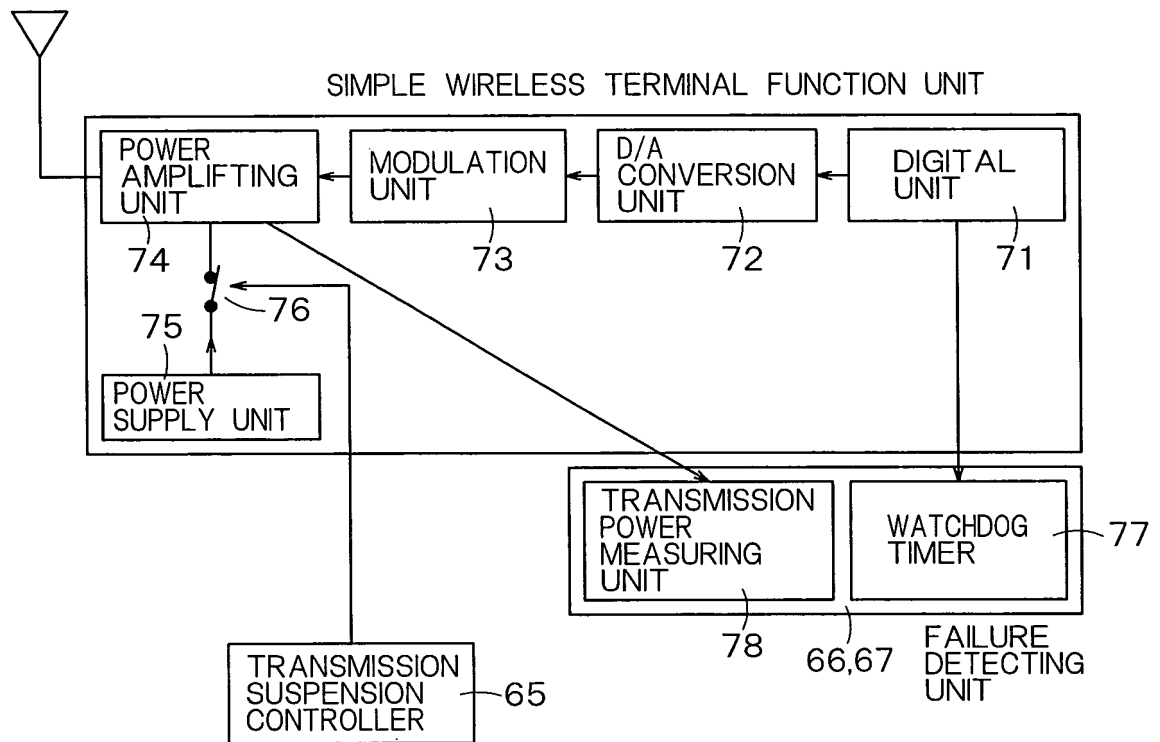 SIMPLE WIRELESS TERMINAL FUNCTION UNIT
POWER
AMPLIFTING
UNIT
MODULATION
UNIT
D/A
CONVERSION
UNIT
DIGITAL
UNIT
74
73
72
71
76
75
POWER
SUPPLY UNIT
TRANSMISSION
POWER
MEASURING
UNIT
WATCHDOG
TIMER
77
78
66,67
FAILURE
DETECTING
UNIT
TRANSMISSION
SUSPENSION
CONTROLLER
65